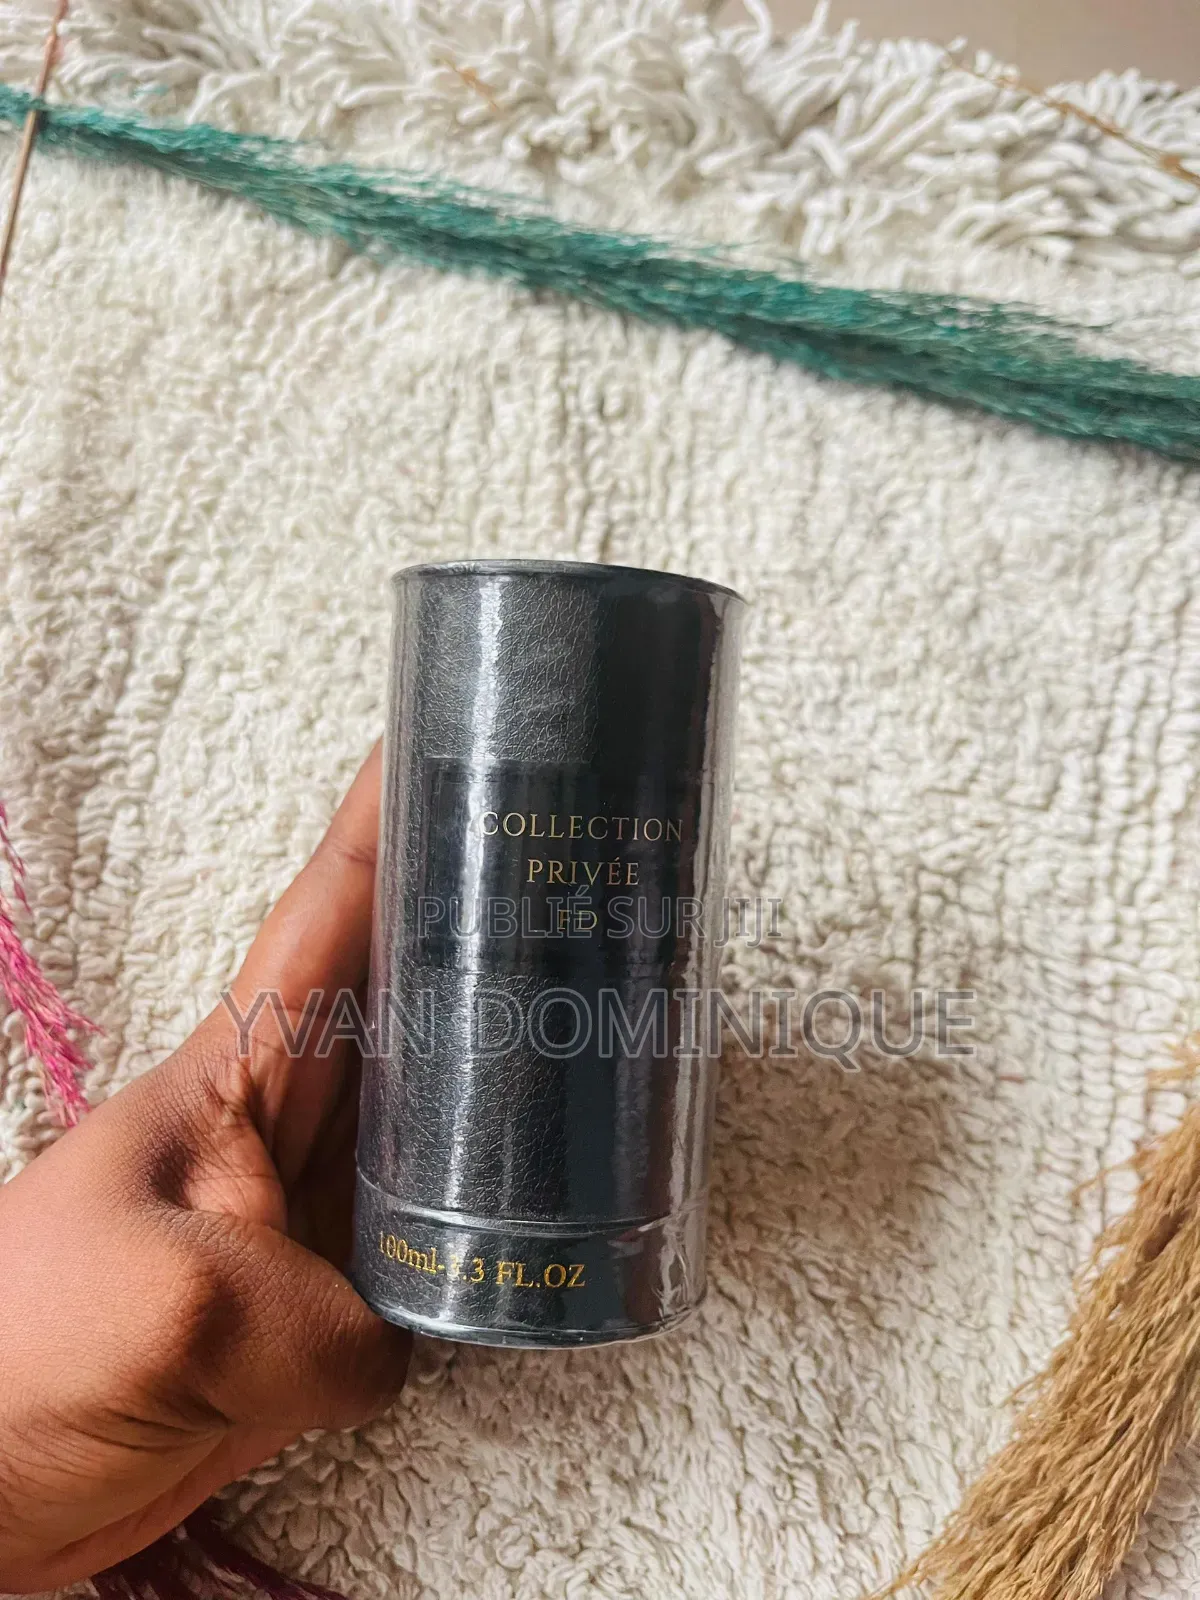 COLLECTION
PRIVÉE
FD
PUBLIÉ SUR JIJI
YVAN DOMINIQUE
100ml-3.3 FL.OZ